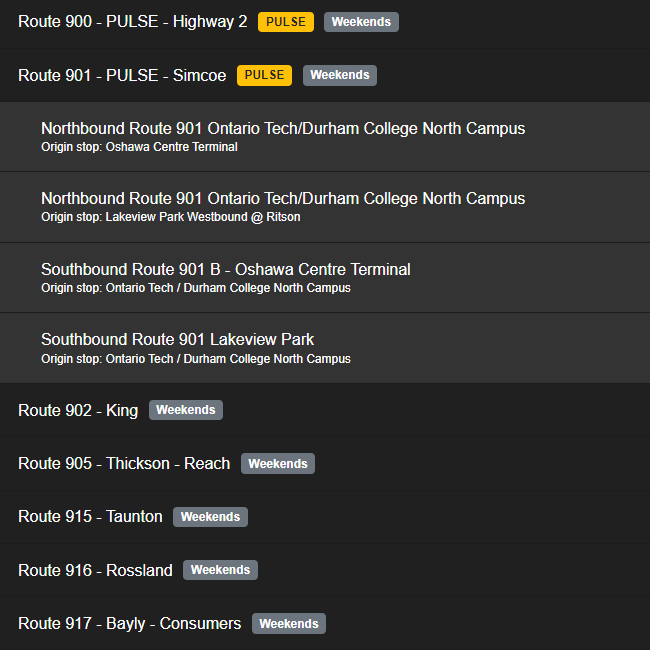 Route 900 - PULSE - Highway 2 PULSE Weekends
Route 901 - PULSE - Simcoe PULSE Weekends
Northbound Route 901 Ontario Tech/Durham College North Campus
Origin stop: Oshawa Centre Terminal
Northbound Route 901 Ontario Tech/Durham College North Campus
Origin stop: Lakeview Park Westbound @ Ritson
Southbound Route 901 B - Oshawa Centre Terminal
Origin stop: Ontario Tech / Durham College North Campus
Southbound Route 901 Lakeview Park
Origin stop: Ontario Tech / Durham College North Campus
Route 902 - King Weekends
Route 905 - Thickson - Reach Weekends
Route 915 - Taunton Weekends
Route 916 - Rossland Weekends
Route 917 - Bayly - Consumers Weekends